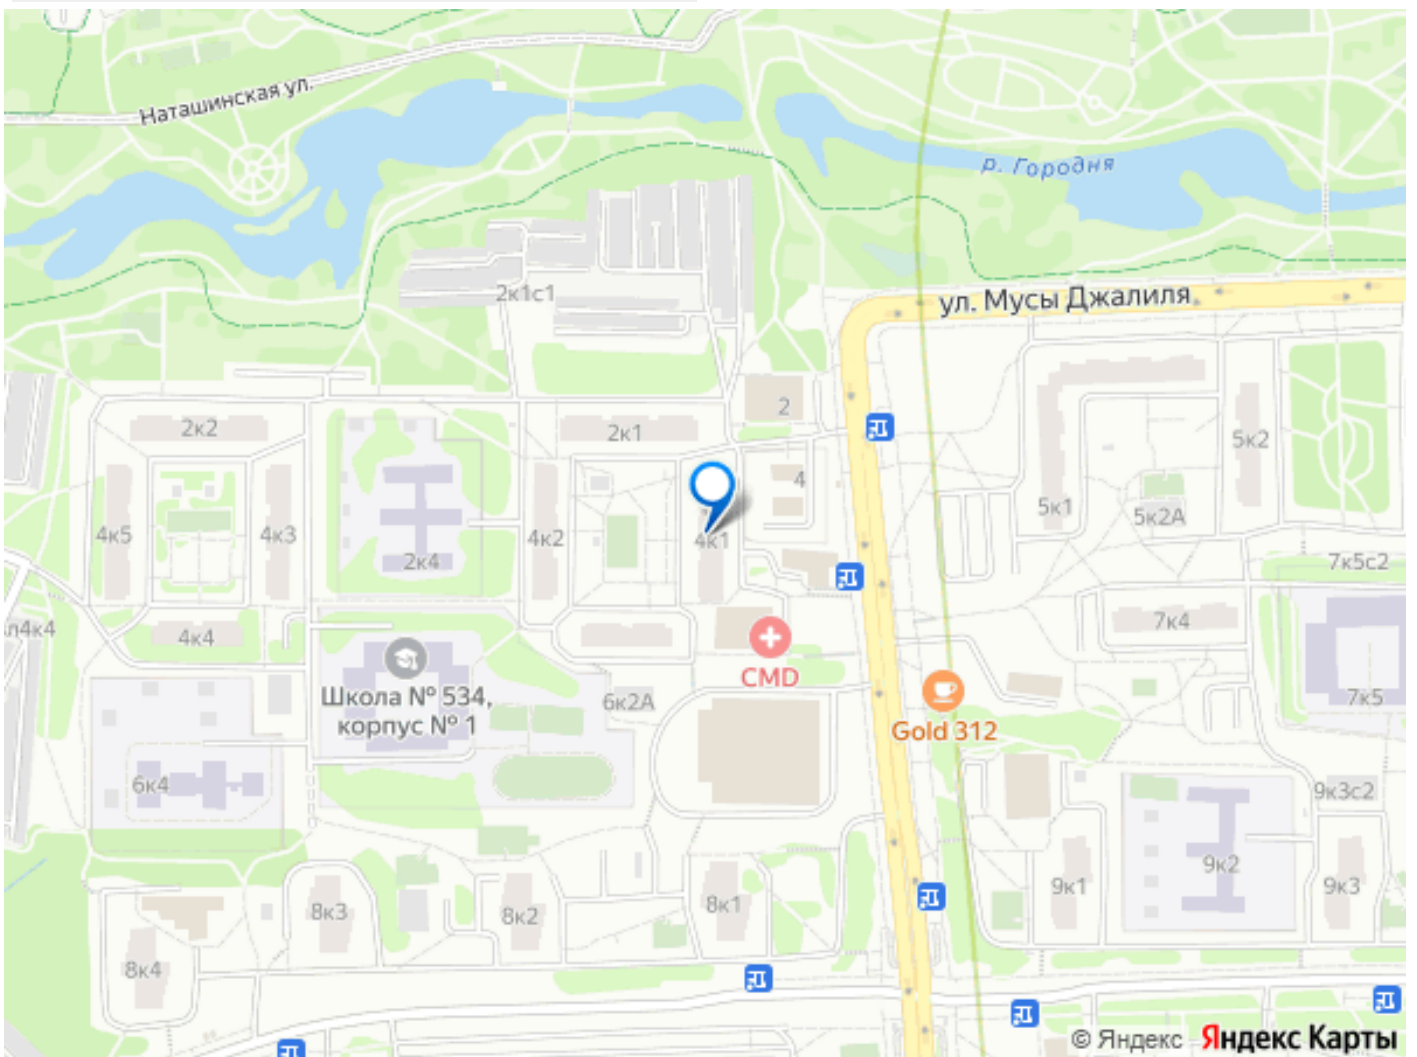 Наташинская ул.
р. Городня
ул. Мусы Джалиля
2к1с1
2
2к2
2к1
5к2
4
5к1
5к2А
4к5
4к3
4к2
4к1
2к4
7к5с2
л4к4
4к4
7к4
CMD
Школа № 534,
корпус № 1
6к2А
7к5
Gold 312
6к4
9к3с2
9к2
9к1
9к3
8к3
8к2
8к1
8к4
© Яндекс Яндекс Карты